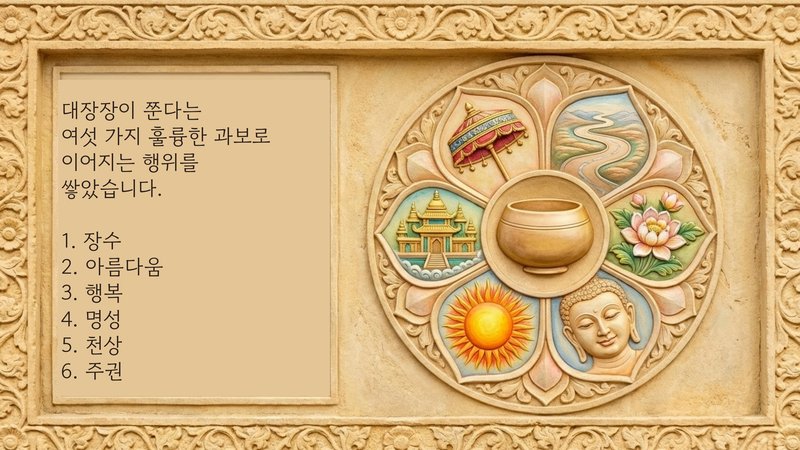 대장장이 쭌다는
여섯 가지 훌륭한 과보로
이어지는 행위를
쌓았습니다.
1. 장수
2. 아름다움
3. 행복
4. 명성
5. 천상
6. 주권